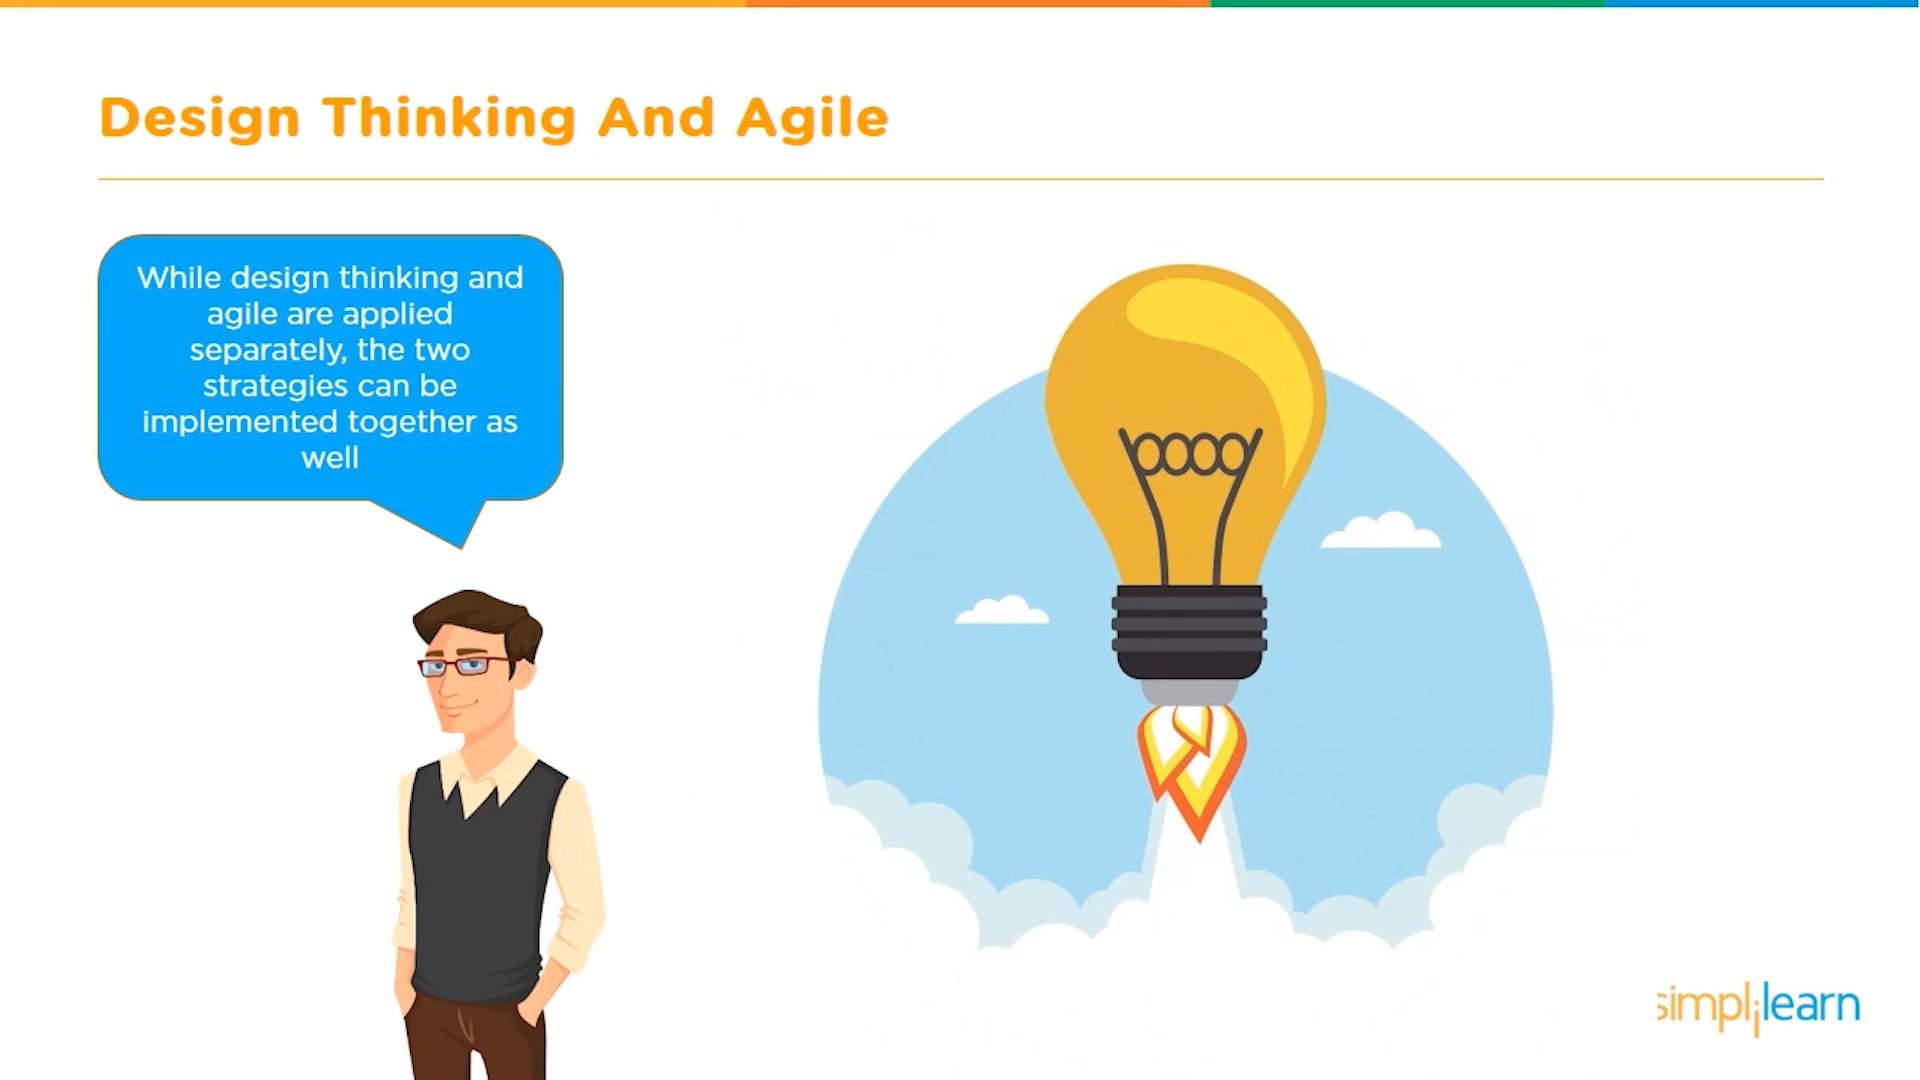 Design Thinking And Agile
While design thinking and
agile are applied
separately, the two
strategies can be
implemented together as
well
simplilearn